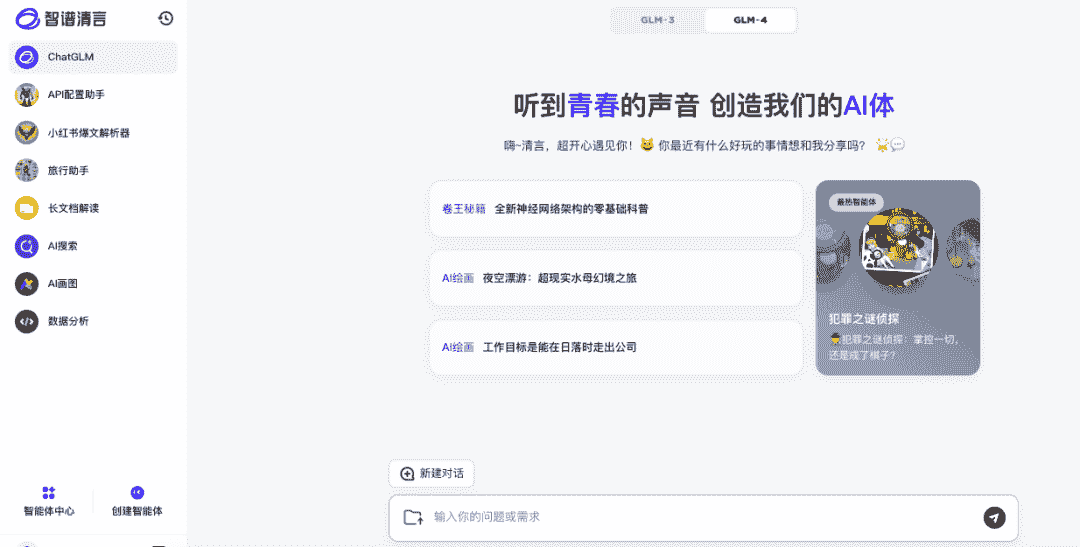 智谱清言
ChatGLM
API配置助手
小红书爆文解析器
旅行助手
长文档解读
AI搜索
AI画图
数据分析
智能体中心
创建智能体
GLM-3
GLM-4
听到青春的声音 创造我们的AI体
嗨~清言，超开心遇见你！😺 你最近有什么好玩的事情想和我分享吗？ 🌟💬
卷王秘籍 全新神经网络架构的零基础科普
AI绘画 夜空漂游：超现实水母幻境之旅
AI绘画 工作目标是能在日落时走出公司
最热智能体
犯罪之谜侦探
犯罪之谜侦探：掌控一切，
还是成了棋子？
新建对话
输入你的问题或需求